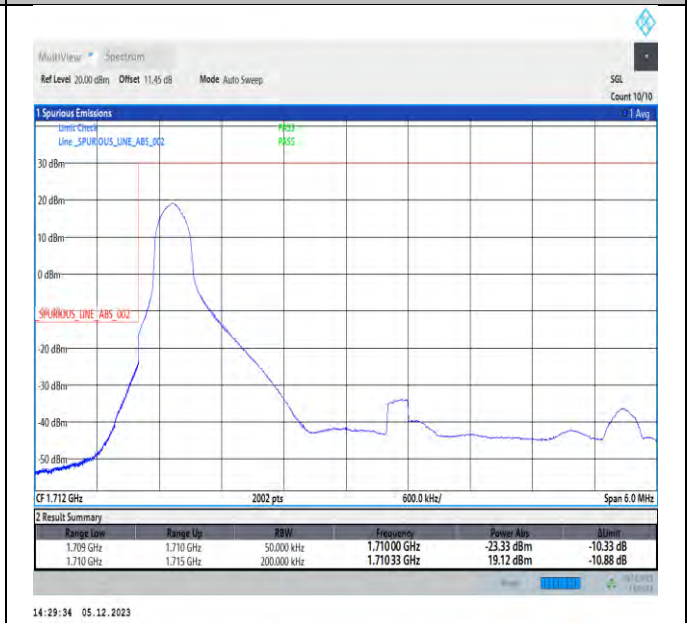 MultiView Spectrum
Ref Level 20.00 dBm Offset 11.45 dB Mode Auto Sweep SGL
Count 10/10
1 Spurious Emissions 1 Avg
Limit Check PASS
Line _SPURIOUS_LINE_ABS_002 PASS
30 dBm
20 dBm
10 dBm
0 dBm
_SPURIOUS_LINE_ABS_002
-20 dBm
-30 dBm
-40 dBm
-50 dBm
CF 1.712 GHz 2002 pts 600.0 kHz/ Span 6.0 MHz
2 Result Summary
Range Low Range Up RBW Frequency Power Abs ΔLimit
1.709 GHz 1.710 GHz 50.000 kHz 1.71000 GHz -23.33 dBm -10.33 dB
1.710 GHz 1.715 GHz 200.000 kHz 1.71033 GHz 19.12 dBm -10.88 dB
14:29:34 05.12.2023